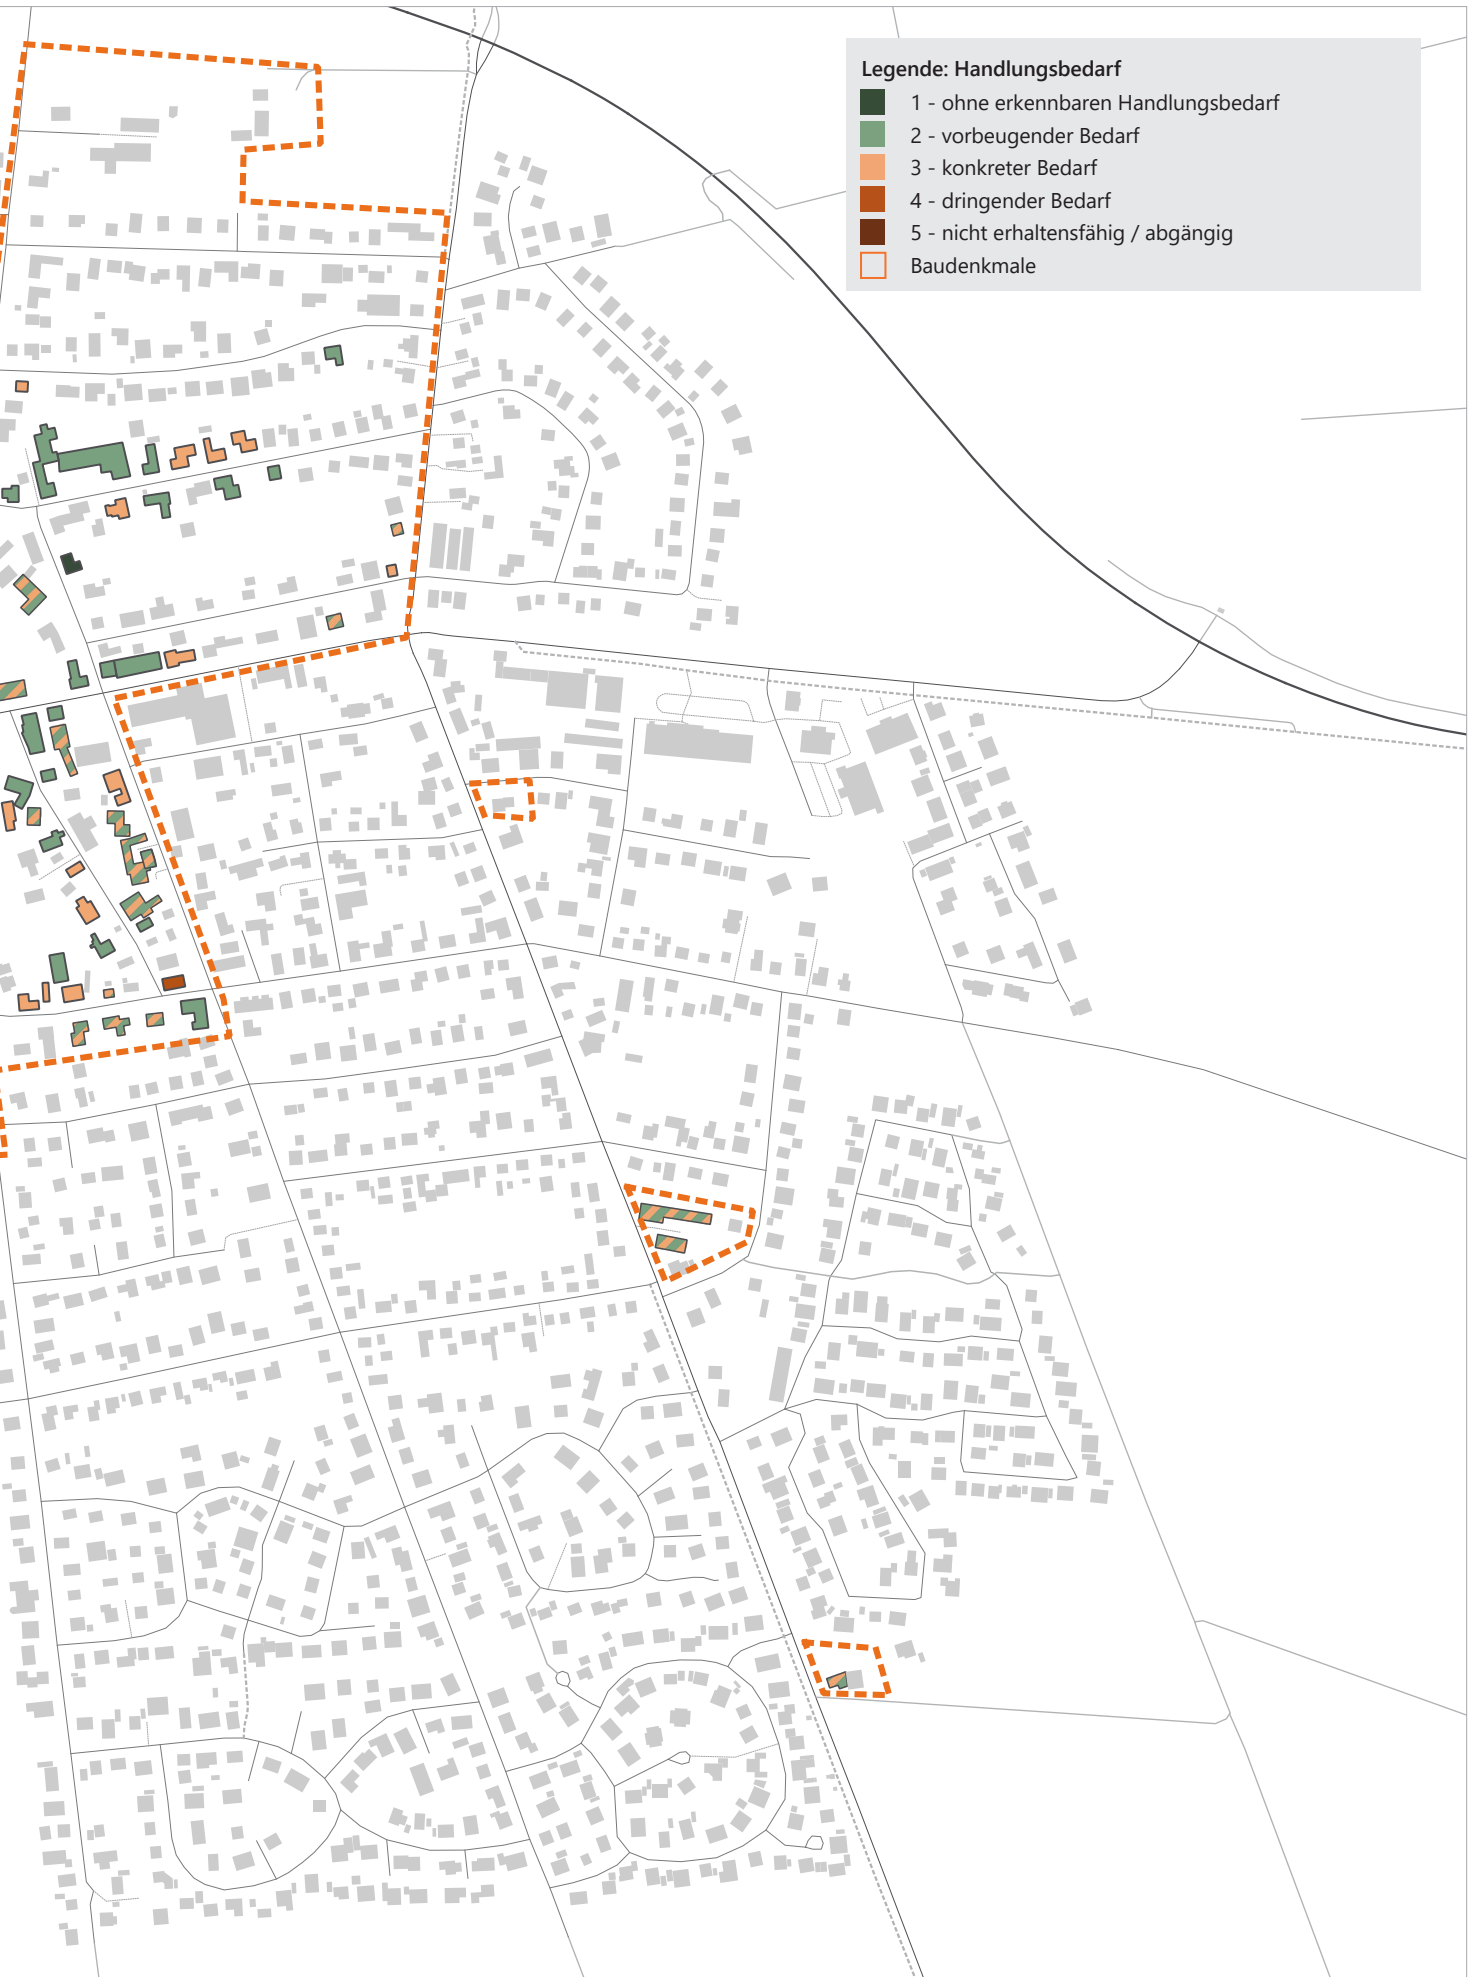 Legende: Handlungsbedarf
1 - ohne erkennbaren Handlungsbedarf
2 - vorbeugender Bedarf
3 - konkreter Bedarf
4 - dringender Bedarf
5 - nicht erhaltensfähig / abgängig
Baudenkmale